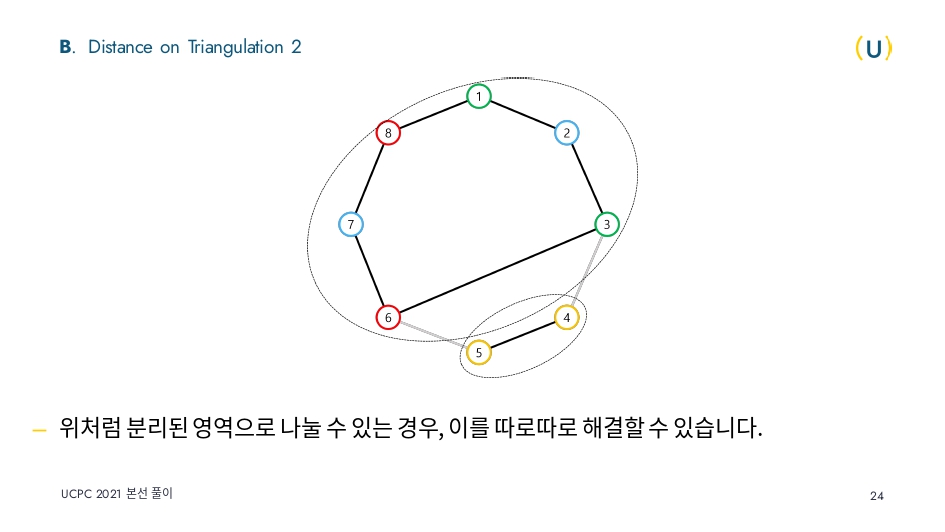 B. Distance on Triangulation 2
(U)
1
8
2
7
3
6
4
5
– 위처럼 분리된 영역으로 나눌 수 있는 경우, 이를 따로따로 해결할 수 있습니다.
UCPC 2021 본선 풀이
24